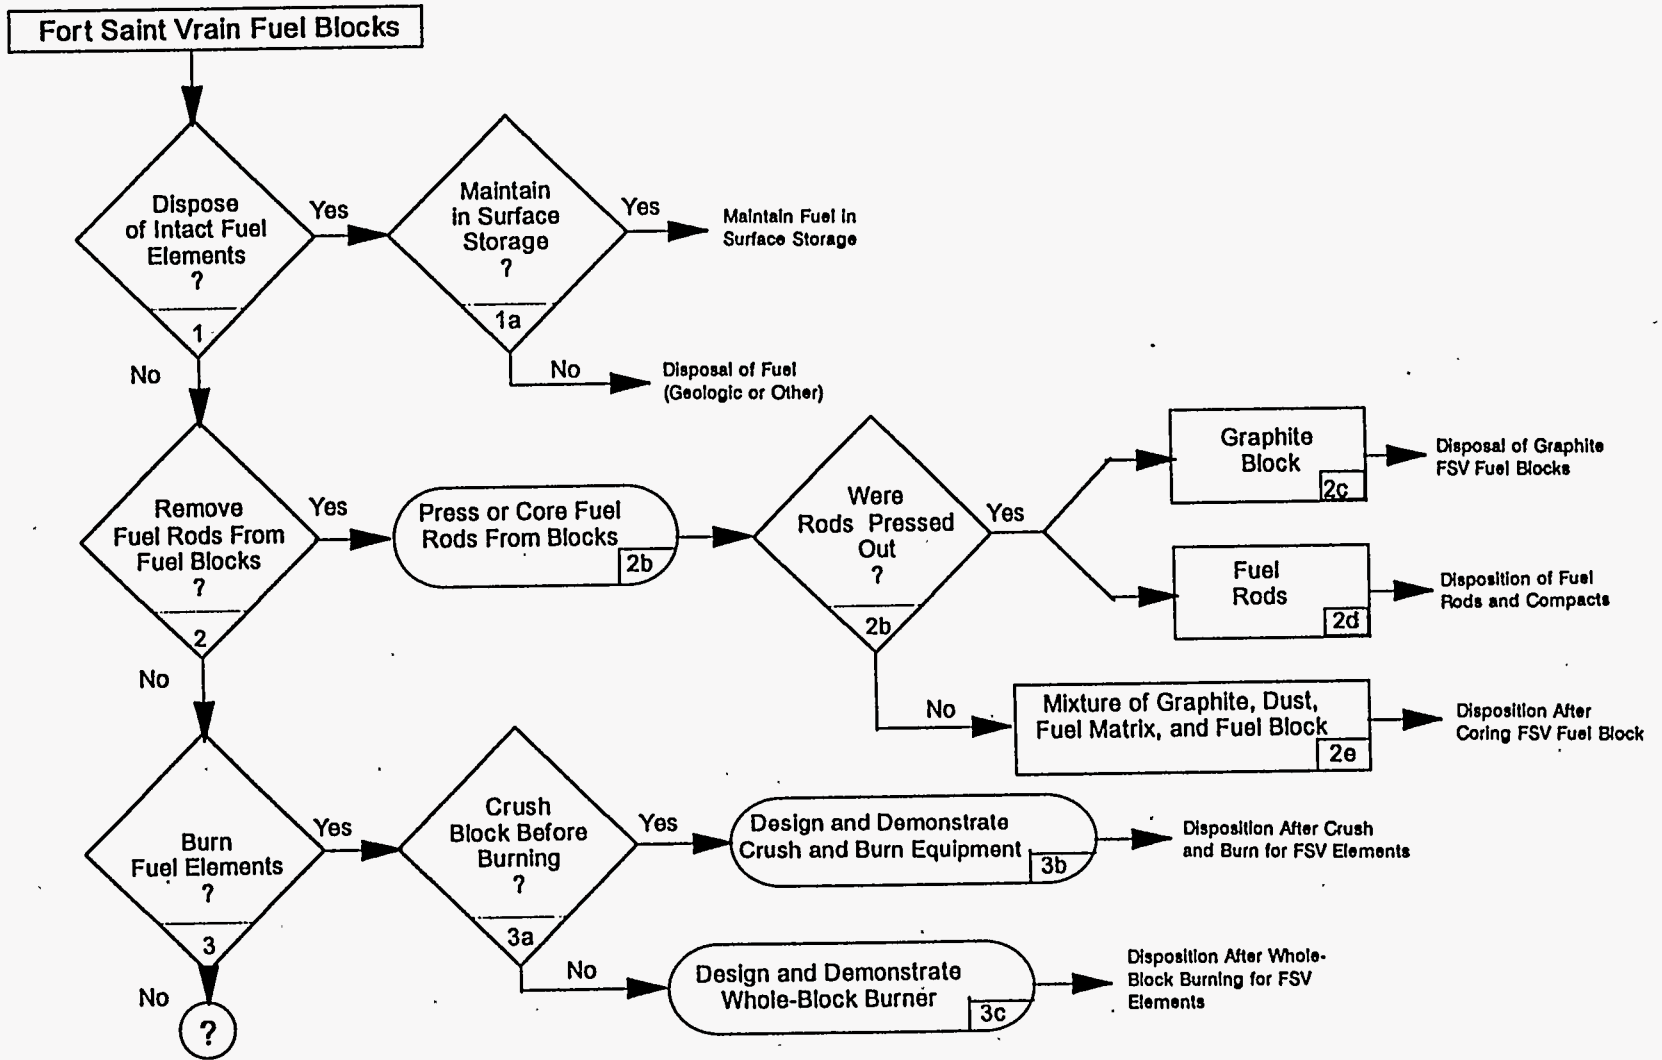 Fort Saint Vrain Fuel Blocks
Dispose
of Intact Fuel
Elements
?
1
Yes
No
Maintain
in Surface
Storage
?
1a
Yes
Maintain Fuel in
Surface Storage
No
Disposal of Fuel
(Geologic or Other)
Remove
Fuel Rods From
Fuel Blocks
?
2
Yes
No
Press or Core Fuel
Rods From Blocks
2b
Were
Rods Pressed
Out
?
2b
Yes
No
Graphite
Block
2c
Disposal of Graphite
FSV Fuel Blocks
Fuel
Rods
2d
Disposition of Fuel
Rods and Compacts
Mixture of Graphite, Dust,
Fuel Matrix, and Fuel Block
2e
Disposition After
Coring FSV Fuel Block
Burn
Fuel Elements
?
3
Yes
No
?
Crush
Block Before
Burning
?
3a
Yes
No
Design and Demonstrate
Crush and Burn Equipment
3b
Disposition After Crush
and Burn for FSV Elements
Design and Demonstrate
Whole-Block Burner
3c
Disposition After Whole-
Block Burning for FSV
Elements